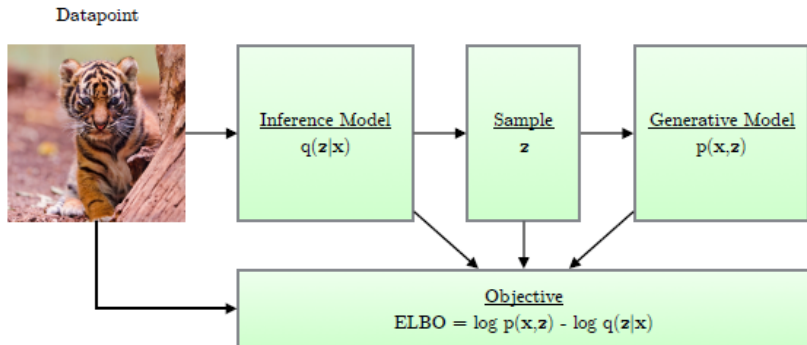 Datapoint
Inference Model
q(z|x)
Sample
z
Generative Model
p(x,z)
Objective
ELBO = log p(x,z) - log q(z|x)